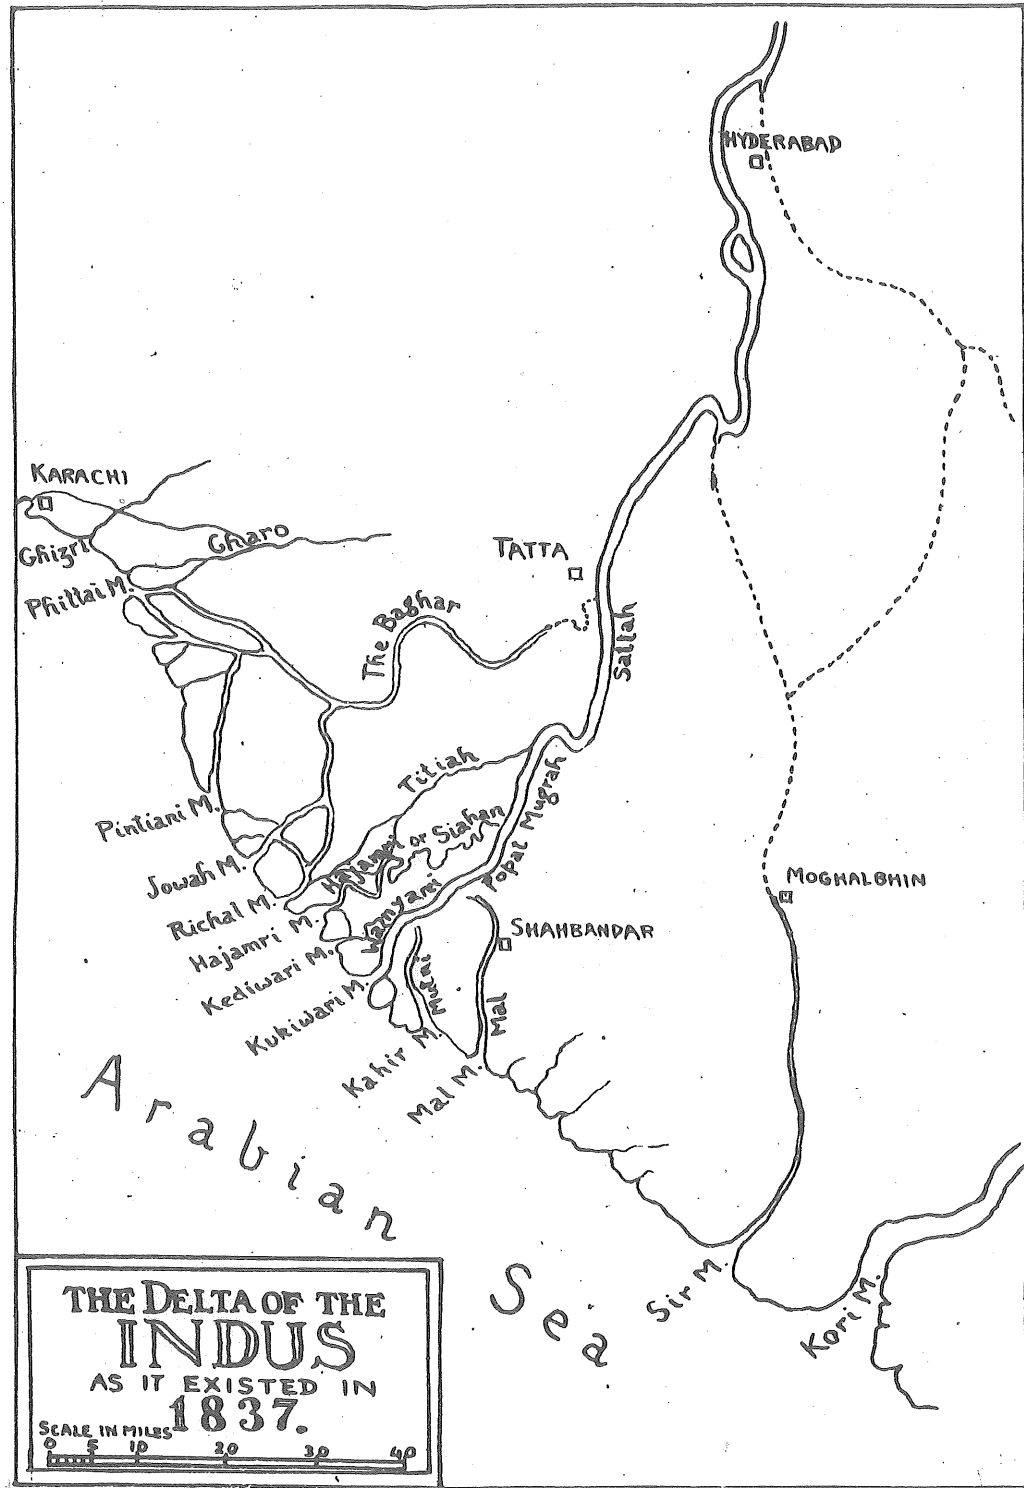 HYDERABAD
KARACHI
Ghizri
Gharo
Phittai M.
TATTA
The Baghar
Sattah
Titiah
Pintiani M.
Hajamri or Siahan
Popat Mugrah
Jowah M.
MOGHALBHIN
Richal M.
Wanyani
SHAHBANDAR
Hajamri M.
Kediwari M.
Mugni
Kukiwari M.
Mal
Kahir M.
Mal M.
Arabian
Sea
Sir M.
Kori M.
THE DELTA OF THE
INDUS
AS IT EXISTED IN
1837.
SCALE IN MILES
0 5 10 20 30 40